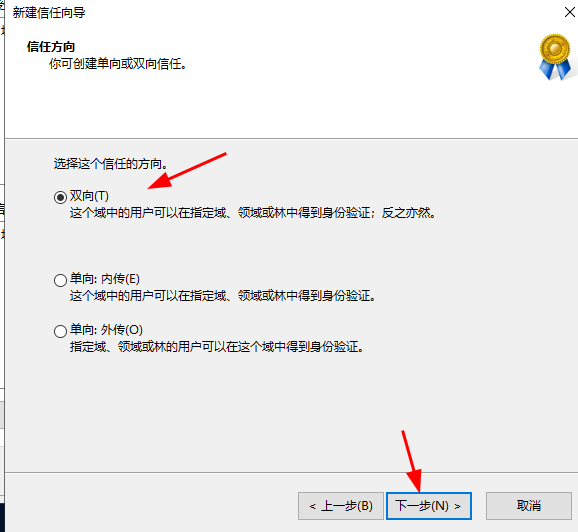 新建信任向导
信任方向
你可创建单向或双向信任。
选择这个信任的方向。
双向(T)
这个域中的用户可以在指定域、领域或林中得到身份验证；反之亦然。
单向: 内传(E)
这个域中的用户可以在指定域、领域或林中得到身份验证。
单向: 外传(O)
指定域、领域或林的用户可以在这个域中得到身份验证。
< 上一步(B)
下一步(N) >
取消